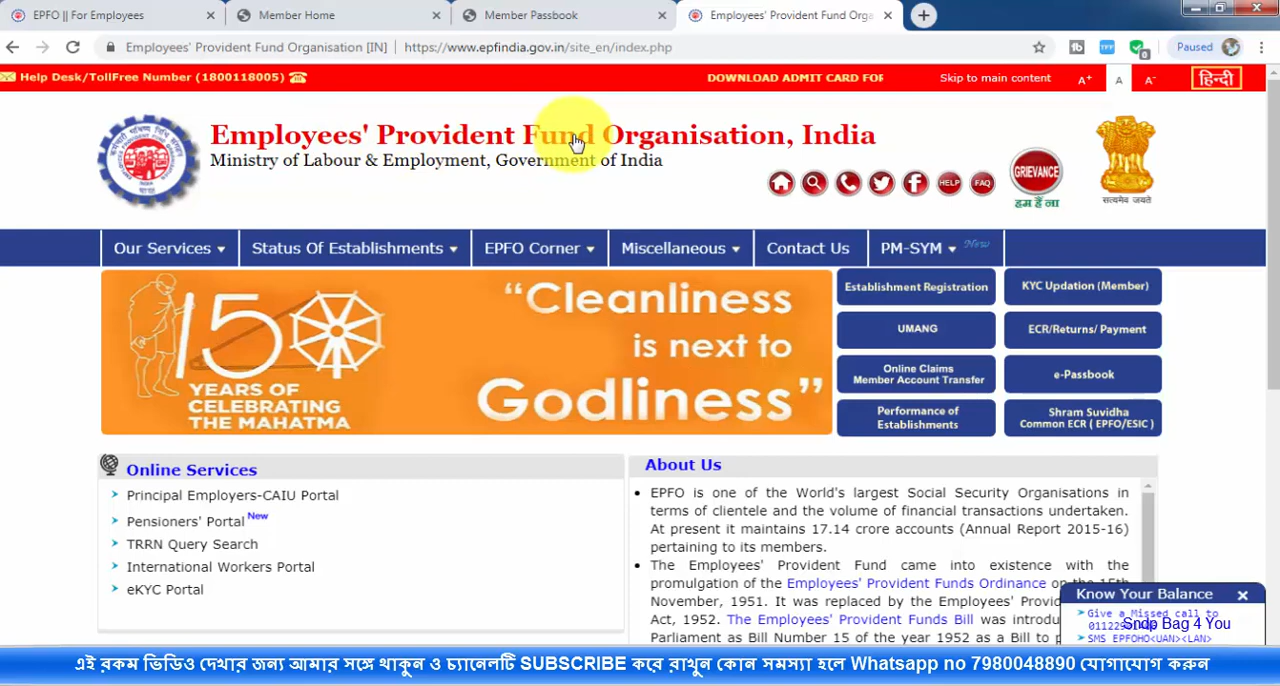 EPFO || For Employees
Member Home
Member Passbook
Employees' Provident Fund Orga
Employees' Provident Fund Organisation [IN]
https://www.epfindia.gov.in/site_en/index.php
Paused
Help Desk/TollFree Number (1800118005)
DOWNLOAD ADMIT CARD FOR
Skip to main content
A+
A
A-
हिन्दी
Employees' Provident Fund Organisation, India
Ministry of Labour & Employment, Government of India
HELP
FAQ
GRIEVANCE
हम हैं ना
सत्यमेव जयते
Our Services
Status Of Establishments
EPFO Corner
Miscellaneous
Contact Us
PM-SYM New
150
YEARS OF
CELEBRATING
THE MAHATMA
“Cleanliness
is next to
Godliness”
Establishment Registration
KYC Updation (Member)
UMANG
ECR/Returns/ Payment
Online Claims
Member Account Transfer
e-Passbook
Performance of
Establishments
Shram Suvidha
Common ECR ( EPFO/ESIC )
Online Services
Principal Employers-CAIU Portal
Pensioners' Portal New
TRRN Query Search
International Workers Portal
eKYC Portal
About Us
EPFO is one of the World's largest Social Security Organisations in
terms of clientele and the volume of financial transactions undertaken.
At present it maintains 17.14 crore accounts (Annual Report 2015-16)
pertaining to its members.
The Employees' Provident Fund came into existence with the
promulgation of the Employees' Provident Funds Ordinance on the 15th
November, 1951. It was replaced by the Employees' Prov
Act, 1952. The Employees' Provident Funds Bill was introdu
Parliament as Bill Number 15 of the year 1952 as a Bill to p
Know Your Balance
Give a Missed call to
011229
Sndp Bag 4 You
SMS EPFOHO<UAN><LAN>
এই রকম ভিডিও দেখার জন্য আমার সঙ্গে থাকুন ও চ্যানেলটি SUBSCRIBE করে রাখুন কোন সমস্যা হলে Whatsapp no 7980048890 যোগাযোগ করুন